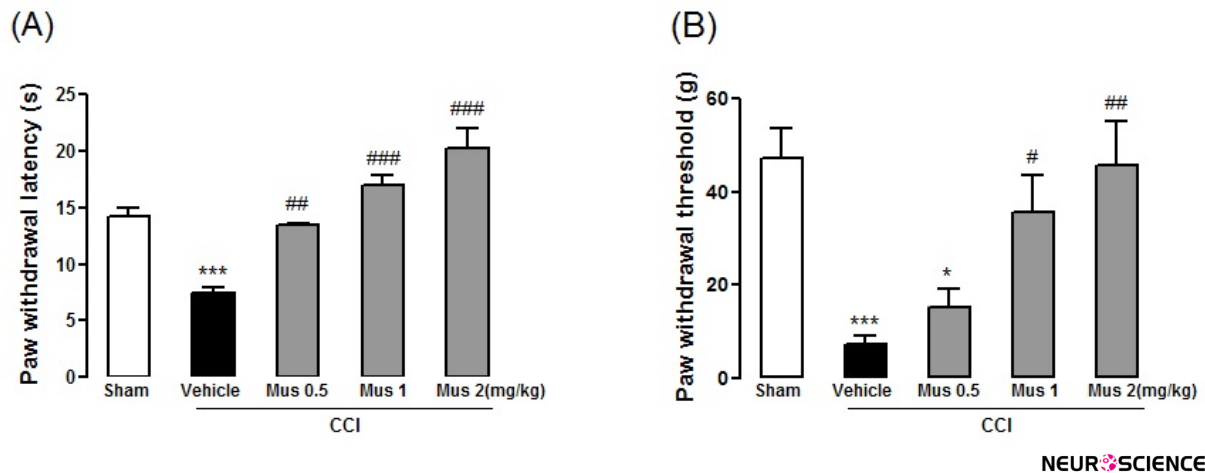 (A)
Paw withdrawal latency (s)
25
20
15
10
5
0
***
##
###
###
Sham Vehicle Mus 0.5 Mus 1 Mus 2(mg/kg)
CCI
(B)
Paw withdrawal threshold (g)
60
40
20
0
***
*
#
##
Sham Vehicle Mus 0.5 Mus 1 Mus 2(mg/kg)
CCI
NEUROSCIENCE